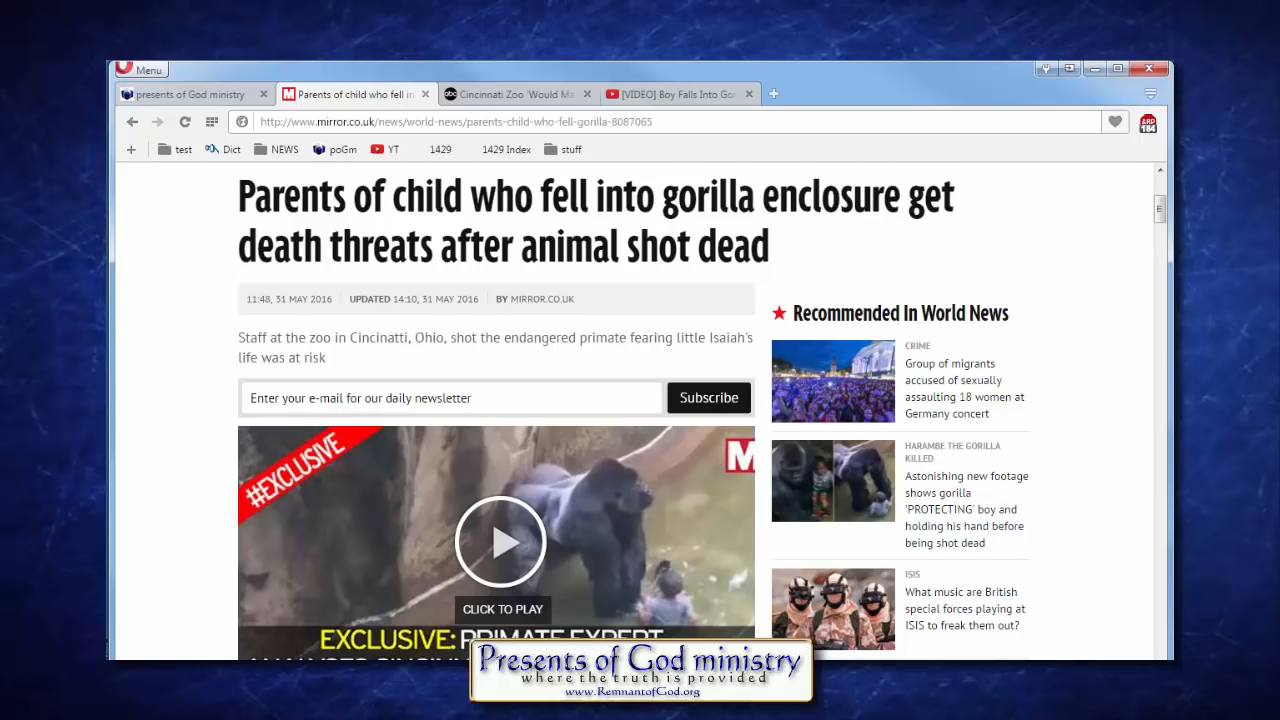 Menu
presents of God ministry
Parents of child who fell in
Cincinnati Zoo 'Would Ma
[VIDEO] Boy Falls Into Gor
http://www.mirror.co.uk/news/world-news/parents-child-who-fell-gorilla-8087065
ABP
184
test
Dict
NEWS
poGm
YT
1429
1429 Index
stuff
Parents of child who fell into gorilla enclosure get
death threats after animal shot dead
11:48, 31 MAY 2016
UPDATED 14:10, 31 MAY 2016
BY MIRROR.CO.UK
Staff at the zoo in Cincinatti, Ohio, shot the endangered primate fearing little Isaiah's
life was at risk
Enter your e-mail for our daily newsletter
Subscribe
#EXCLUSIVE
M
CLICK TO PLAY
EXCLUSIVE: PRIMATE EXPERT
Recommended In World News
CRIME
Group of migrants
accused of sexually
assaulting 18 women at
Germany concert
HARAMBE THE GORILLA
KILLED
Astonishing new footage
shows gorilla
'PROTECTING' boy and
holding his hand before
being shot dead
ISIS
What music are British
special forces playing at
ISIS to freak them out?
Presents of God ministry
where the truth is provided
www.RemnantofGod.org